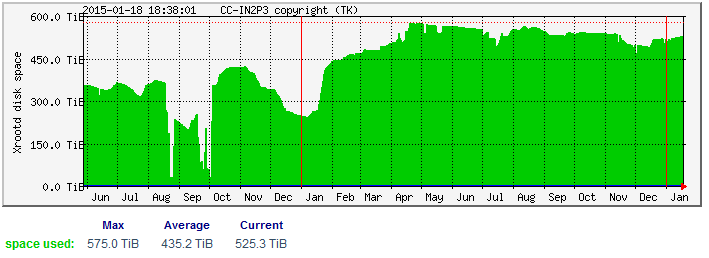 2015-01-18 18:38:01 CC-IN2P3 copyright (TK)
Xrootd disk space
600.0 TiB
450.0 TiB
300.0 TiB
150.0 TiB
0.0 TiB
Jun Jul Aug Sep Oct Nov Dec Jan Feb Mar Apr May Jun Jul Aug Sep Oct Nov Dec Jan
Max Average Current
space used: 575.0 TiB 435.2 TiB 525.3 TiB